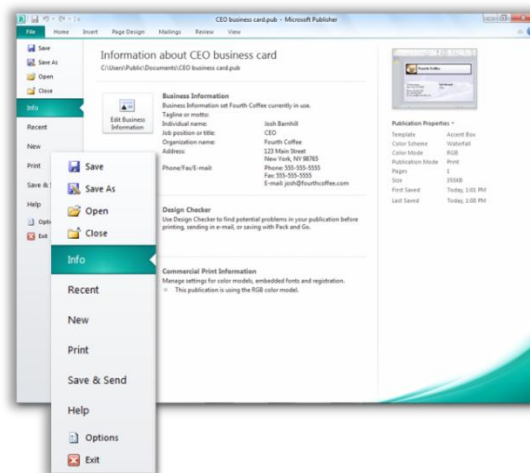 CEO business card.pub - Microsoft Publisher
File Home Insert Page Design Mailings Review View
Save
Save As
Open
Close
Info
Recent
New
Print
Save &
Help
Exit
Information about CEO business card
C:\Users\Public\Documents\CEO business card.pub
Edit Business
Information
Business Information
Business Information set Fourth Coffee currently in use.
Tagline or motto:
Individual name: Josh Barnhill
Job position or title: CEO
Organization name: Fourth Coffee
Address: 123 Main Street
New York, NY 98765
Phone/Fax/E-mail: Phone: 555-555-5555
Fax: 555-555-5555
E-mail: josh@fourthcoffee.com
Design Checker
Use Design Checker to find potential problems in your publication before
printing, sending in e-mail, or saving with Pack and Go.
Commercial Print Information
Manage settings for color models, embedded fonts and registration.
This publication is using the RGB color model.
Fourth Coffee
Publication Properties
Template Accent Box
Color Scheme Waterfall
Color Mode RGB
Publication Mode Print
Pages
Size
First Saved Today, 1:01 PM
Last Saved Today, 1:00 PM
Save
Save As
Open
Close
Info
Recent
New
Print
Save & Send
Help
Options
Exit